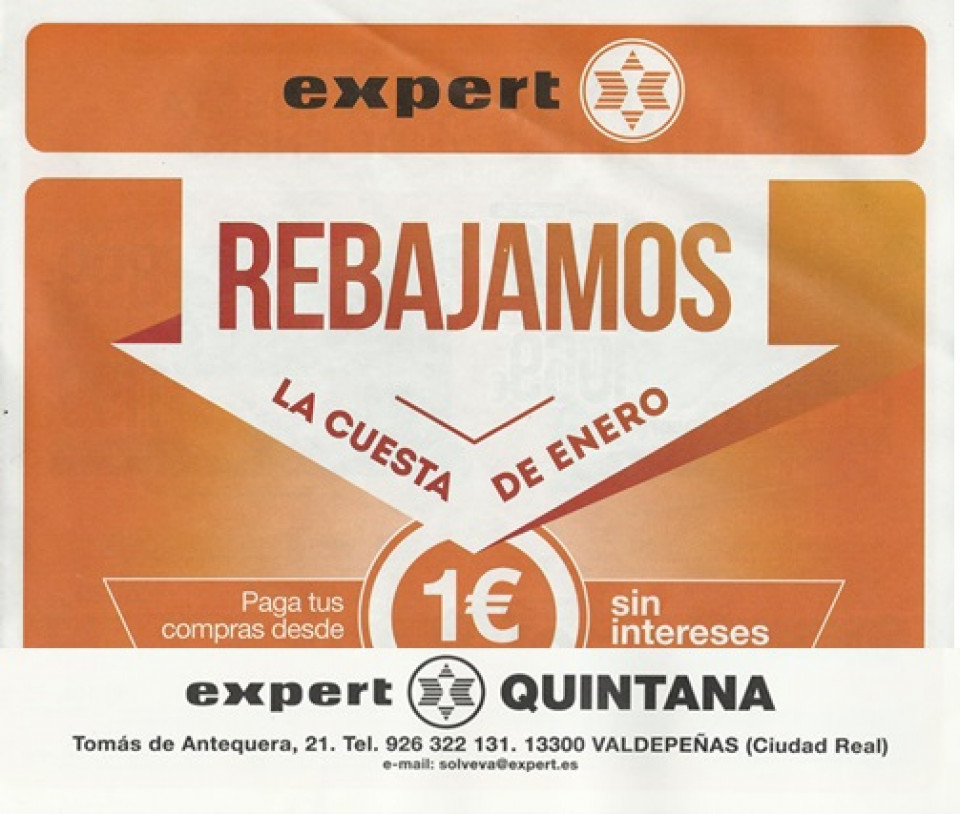 expert
REBAJAMOS
LA CUESTA DE ENERO
Paga tus
compras desde
1€
sin
intereses
expert QUINTANA
Tomás de Antequera, 21. Tel. 926 322 131. 13300 VALDEPEÑAS (Ciudad Real)
e-mail: solveva@expert.es